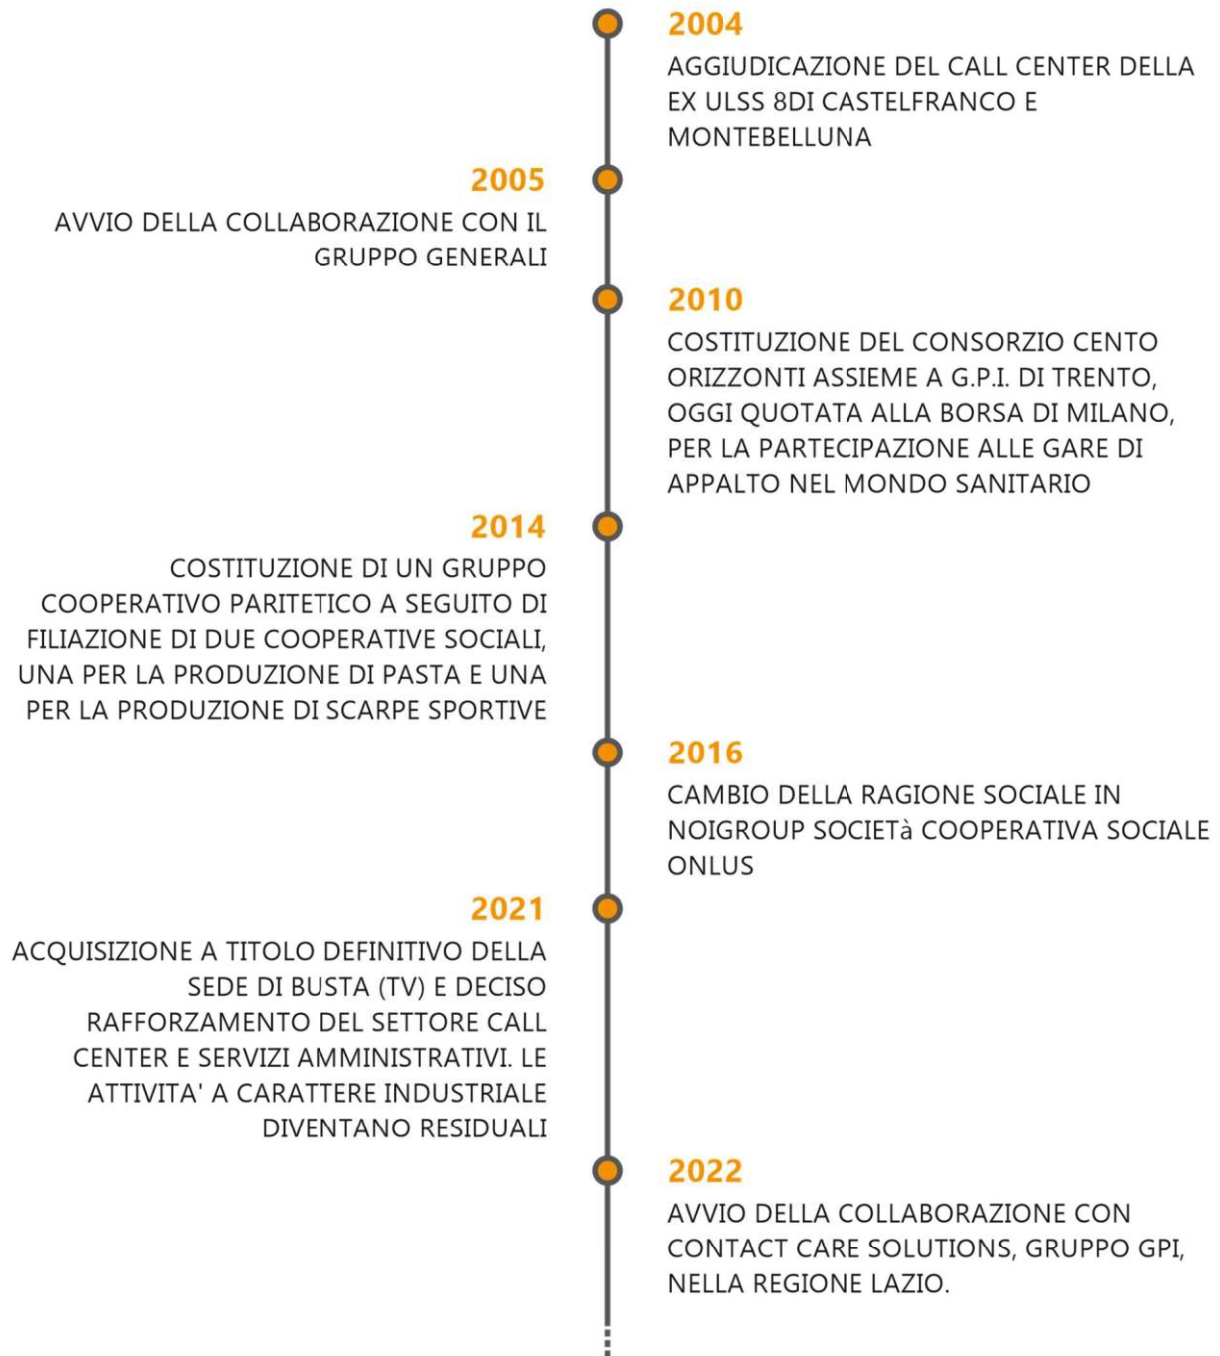 2004
AGGIUDICAZIONE DEL CALL CENTER DELLA
EX ULSS 8DI CASTELFRANCO E
MONTEBELLUNA
2005
AVVIO DELLA COLLABORAZIONE CON IL
GRUPPO GENERALI
2010
COSTITUZIONE DEL CONSORZIO CENTO
ORIZZONTI ASSIEME A G.P.I. DI TRENTO,
OGGI QUOTATA ALLA BORSA DI MILANO,
PER LA PARTECIPAZIONE ALLE GARE DI
APPALTO NEL MONDO SANITARIO
2014
COSTITUZIONE DI UN GRUPPO
COOPERATIVO PARITETICO A SEGUITO DI
FILIAZIONE DI DUE COOPERATIVE SOCIALI,
UNA PER LA PRODUZIONE DI PASTA E UNA
PER LA PRODUZIONE DI SCARPE SPORTIVE
2016
CAMBIO DELLA RAGIONE SOCIALE IN
NOIGROUP SOCIETà COOPERATIVA SOCIALE
ONLUS
2021
ACQUISIZIONE A TITOLO DEFINITIVO DELLA
SEDE DI BUSTA (TV) E DECISO
RAFFORZAMENTO DEL SETTORE CALL
CENTER E SERVIZI AMMINISTRATIVI. LE
ATTIVITA' A CARATTERE INDUSTRIALE
DIVENTANO RESIDUALI
2022
AVVIO DELLA COLLABORAZIONE CON
CONTACT CARE SOLUTIONS, GRUPPO GPI,
NELLA REGIONE LAZIO.